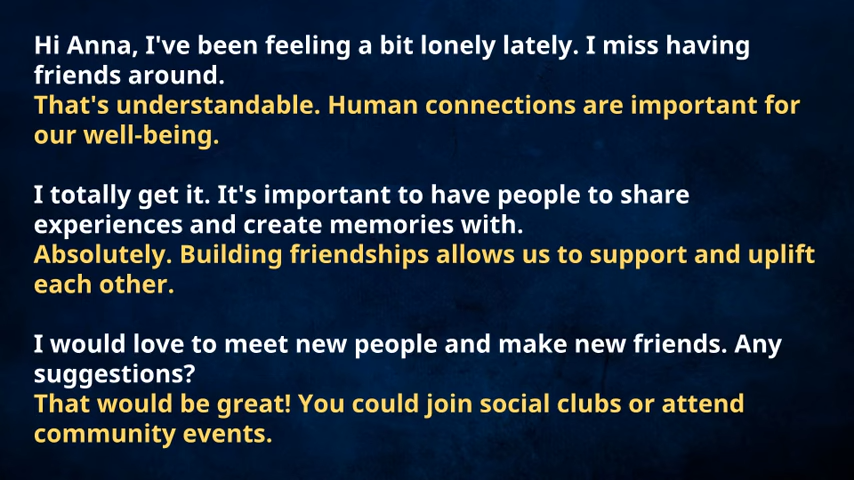 Hi Anna, I've been feeling a bit lonely lately. I miss having
friends around.
That's understandable. Human connections are important for
our well-being.
I totally get it. It's important to have people to share
experiences and create memories with.
Absolutely. Building friendships allows us to support and uplift
each other.
I would love to meet new people and make new friends. Any
suggestions?
That would be great! You could join social clubs or attend
community events.